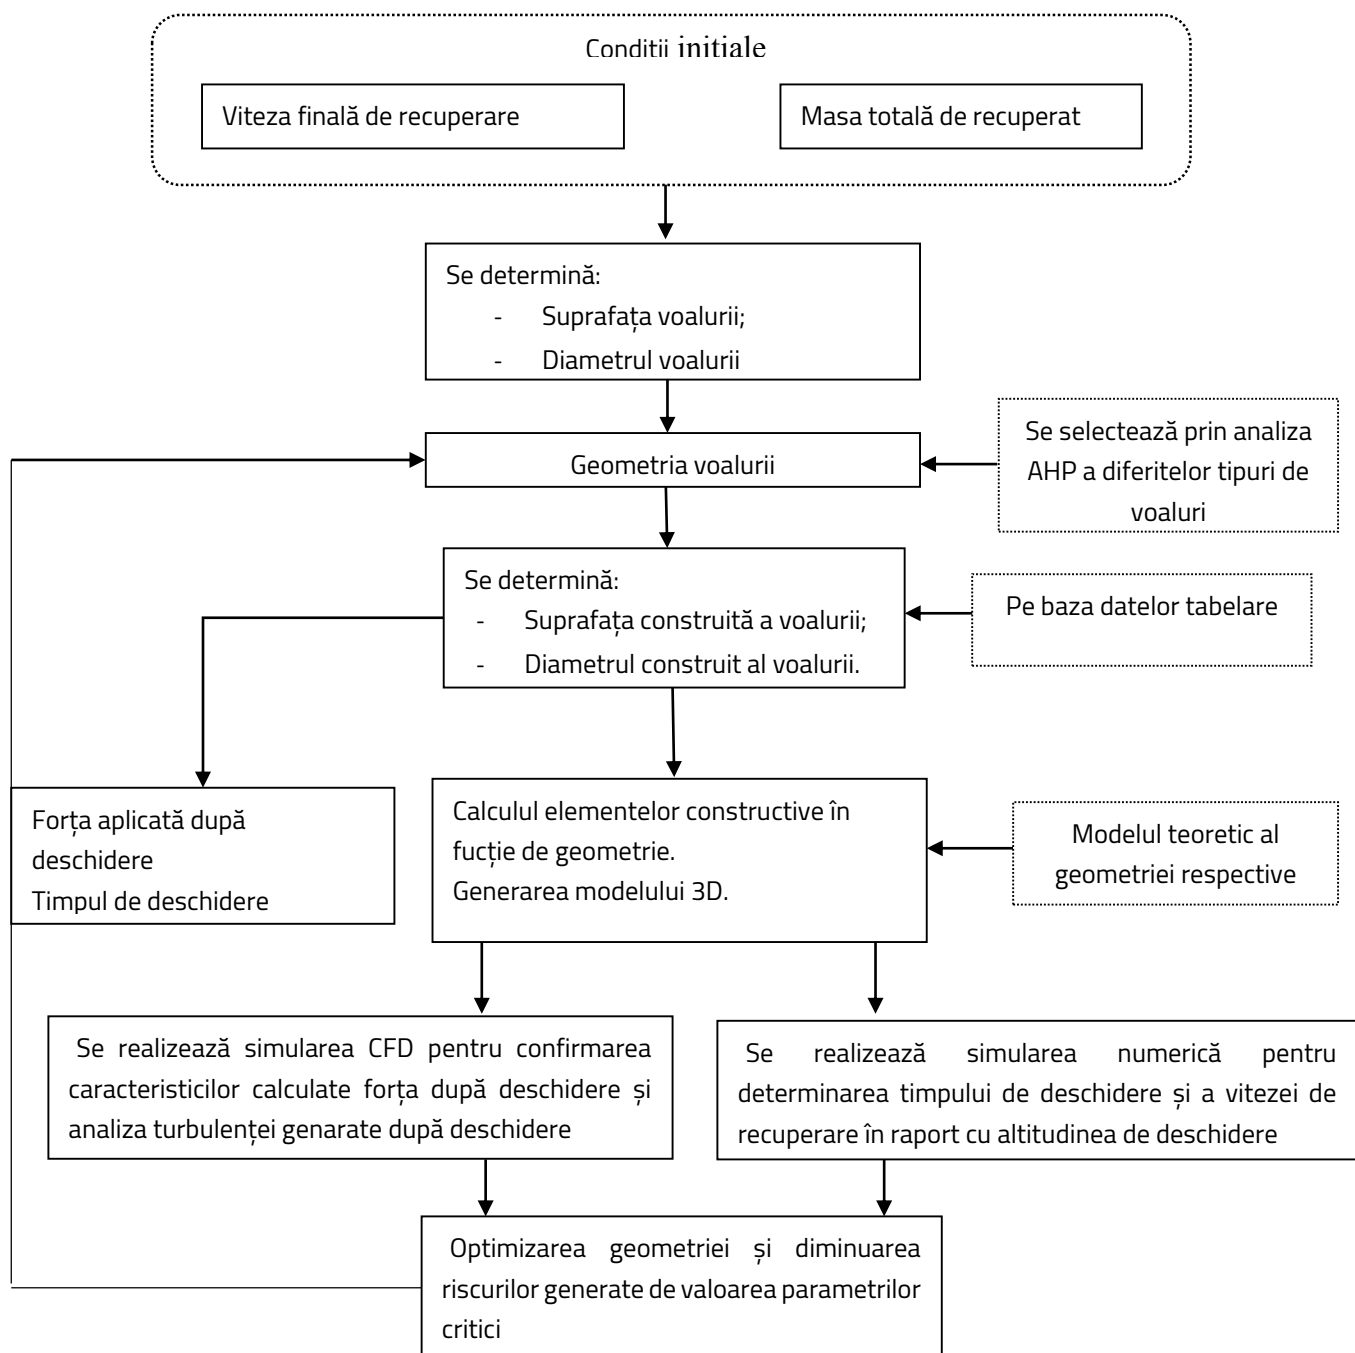 Conditii initiale
Viteza finală de recuperare
Masa totală de recuperat
Se determină:
- Suprafața voalurii;
- Diametrul voalurii
Geometria voalurii
Se selectează prin analiza
AHP a diferitelor tipuri de
voaluri
Se determină:
- Suprafața construită a voalurii;
- Diametrul construit al voalurii.
Pe baza datelor tabelare
Forța aplicată după
deschidere
Timpul de deschidere
Calculul elementelor constructive în
fucție de geometrie.
Generarea modelului 3D.
Modelul teoretic al
geometriei respective
Se realizează simularea CFD pentru confirmarea
caracteristicilor calculate forța după deschidere și
analiza turbulenței genarate după deschidere
Se realizează simularea numerică pentru
determinarea timpului de deschidere și a vitezei de
recuperare în raport cu altitudinea de deschidere
Optimizarea geometriei și diminuarea
riscurilor generate de valoarea parametrilor
critici